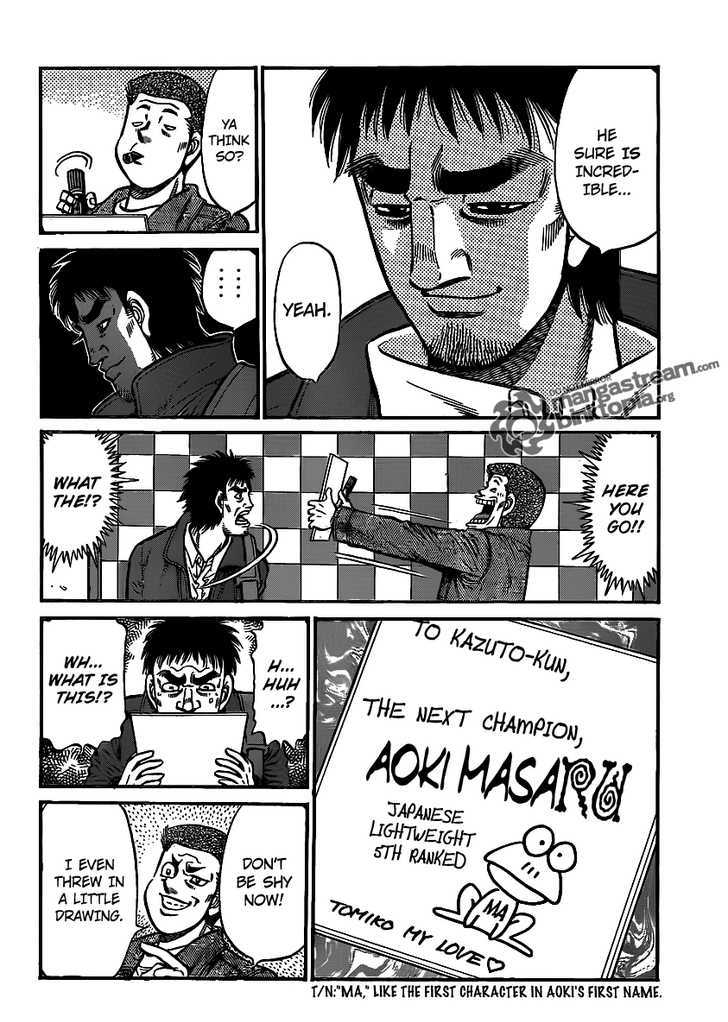 HE
SURE IS
INCRED-
IBLE...
YEAH.
YA
THINK
SO?
...
HERE
YOU
GO!!
WHAT
THE!?
H...
HUH
...?
WH...
WHAT IS
THIS!?
TO KAZUTO-KUN,
THE NEXT CHAMPION,
AOKI MASARU
JAPANESE
LIGHTWEIGHT
5TH RANKED
MA
TOMIKO MY LOVE♡
DON'T
BE SHY
NOW!
I EVEN
THREW IN
A LITTLE
DRAWING.
T/N:"MA," LIKE THE FIRST CHARACTER IN AOKI'S FIRST NAME.
mangastream.com
binktopia.org